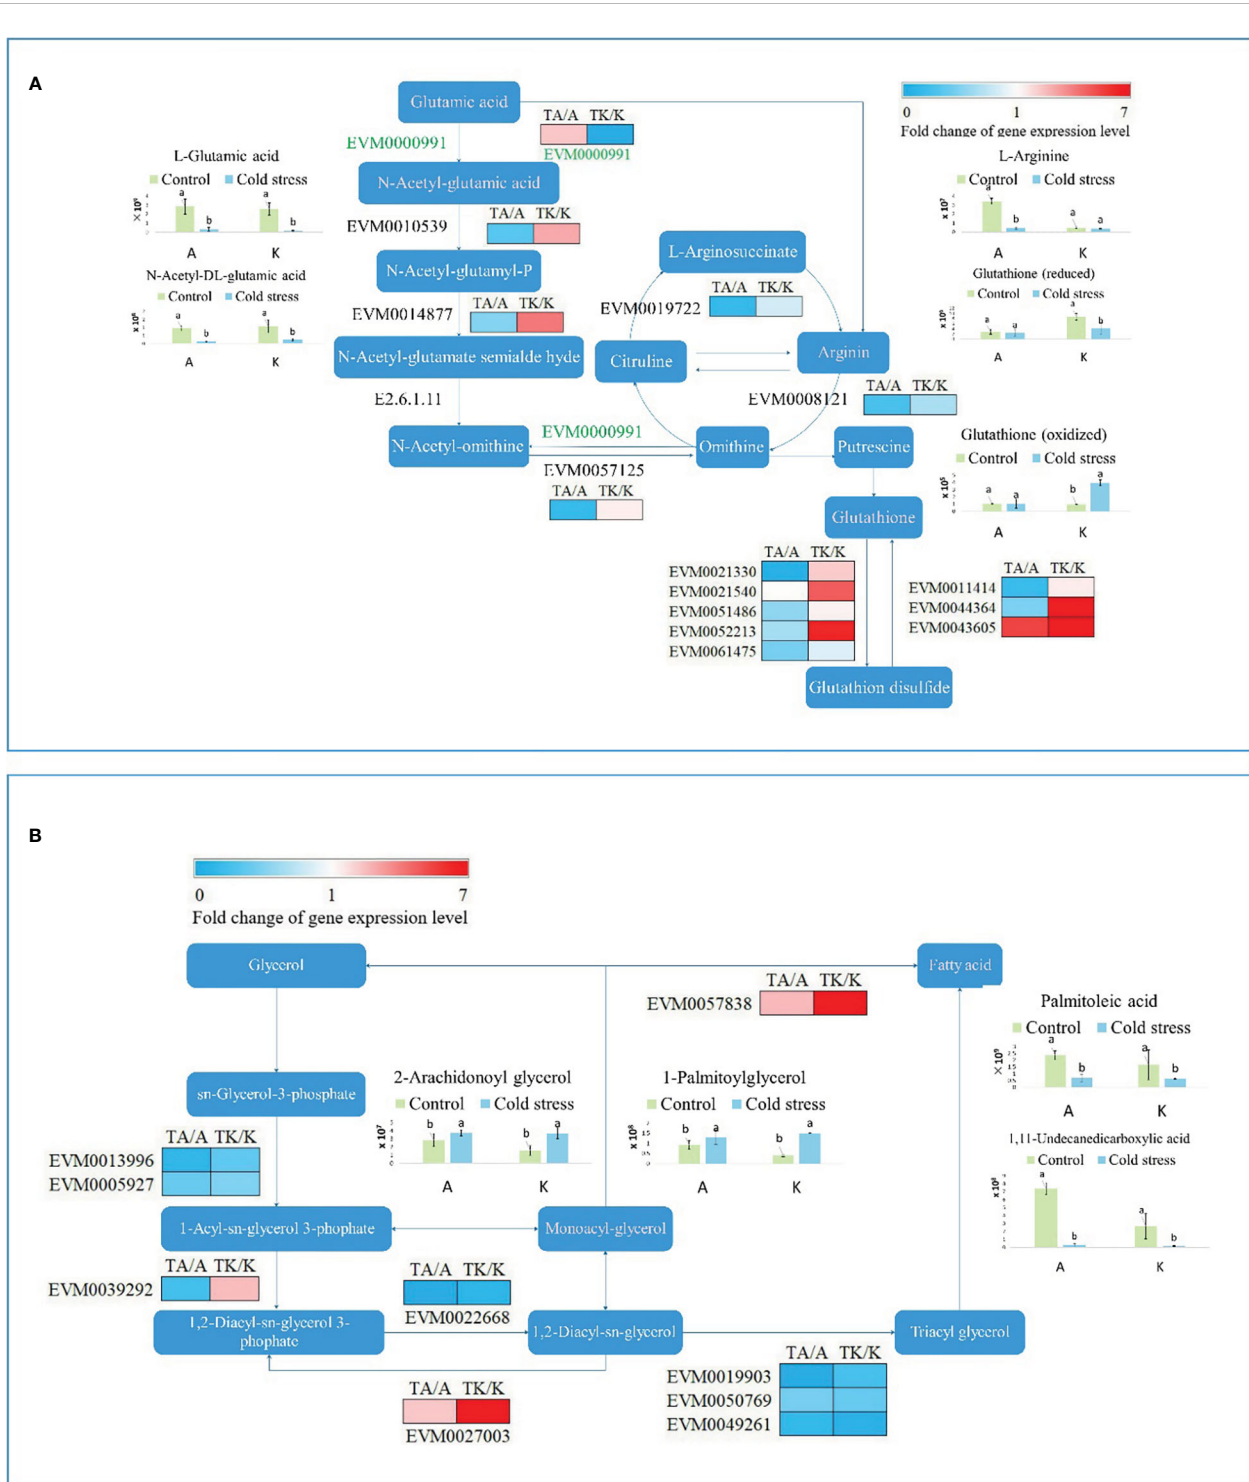 A
Glutamic acid
TA/A TK/K
EVM0000991
EVM0000991
0 1 7
Fold change of gene expression level
L-Glutamic acid
Control Cold stress
a b a b
A K
N-Acetyl-glutamic acid
EVM0010539
TA/A TK/K
L-Arginine
Control Cold stress
a b a a
A K
N-Acetyl-DL-glutamic acid
Control Cold stress
a b a b
A K
N-Acetyl-glutamyl-P
EVM0014877
TA/A TK/K
L-Arginosuccinate
EVM0019722
TA/A TK/K
Glutathione (reduced)
Control Cold stress
a a a b
A K
N-Acetyl-glutamate semialde hyde
Citruline
Arginin
E2.6.1.11
EVM0008121
TA/A TK/K
N-Acetyl-omithine
EVM0000991
Omithine
Putrescine
EVM0057125
TA/A TK/K
Glutathione (oxidized)
Control Cold stress
a a b a
A K
Glutathione
TA/A TK/K
EVM0021330
EVM0021540
EVM0051486
EVM0052213
EVM0061475
TA/A TK/K
EVM0011414
EVM0044364
EVM0043605
Glutathion disulfide
B
0 1 7
Fold change of gene expression level
Glycerol
Fatty acid
TA/A TK/K
EVM0057838
Palmitoleic acid
Control Cold stress
a b a b
A K
sn-Glycerol-3-phosphate
2-Arachidonoyl glycerol
Control Cold stress
b a b a
A K
1-Palmitoylglycerol
Control Cold stress
b a b a
A K
TA/A TK/K
EVM0013996
EVM0005927
1,11-Undecanedicarboxylic acid
Control Cold stress
a b a b
A K
1-Acyl-sn-glycerol 3-phophate
Monoacyl-glycerol
TA/A TK/K
EVM0039292
TA/A TK/K
EVM0022668
1,2-Diacyl-sn-glycerol 3-
phophate
1,2-Diacyl-sn-glycerol
Triacyl glycerol
TA/A TK/K
EVM0019903
EVM0050769
EVM0049261
TA/A TK/K
EVM0027003